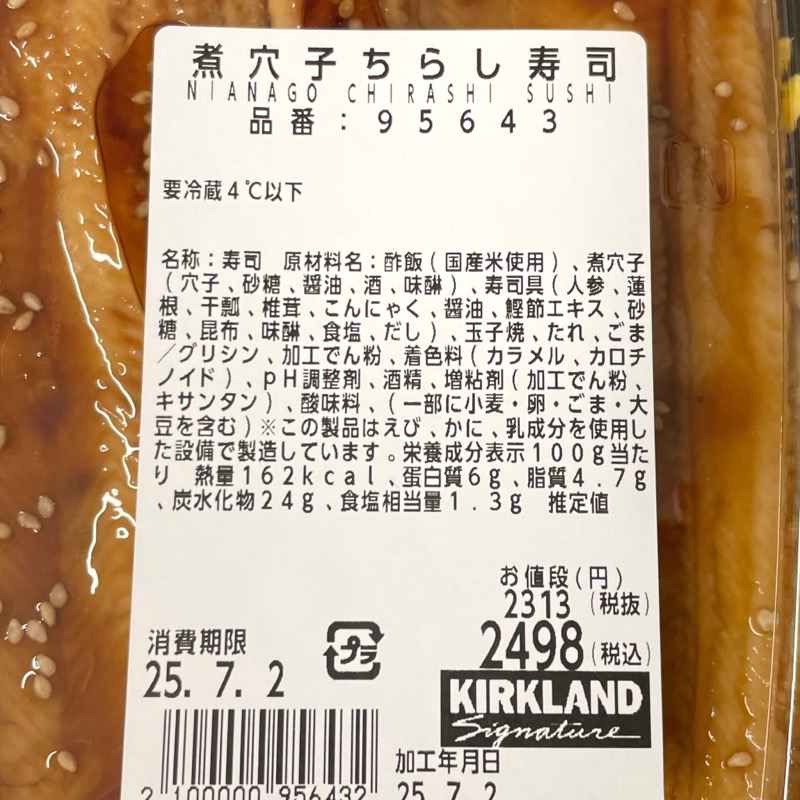 煮穴子ちらし寿司
NIANAGO CHIRASHI SUSHI
品番：95643
要冷蔵４℃以下
名称：寿司　原材料名：酢飯（国産米使用）、煮穴子
（穴子、砂糖、醤油、酒、味醂）、寿司具（人参、蓮
根、干瓢、椎茸、こんにゃく、醤油、鰹節エキス、砂
糖、昆布、味醂、食塩、だし）、玉子焼、たれ、ごま
／グリシン、加工でん粉、着色料（カラメル、カロチ
ノイド）、ｐＨ調整剤、酒精、増粘剤（加工でん粉、
キサンタン）、酸味料、（一部に小麦・卵・ごま・大
豆を含む）※この製品はえび、かに、乳成分を使用し
た設備で製造しています。栄養成分表示１００ｇ当た
り　熱量１６２ｋｃａｌ、蛋白質６ｇ、脂質４．７ｇ
、炭水化物２４ｇ、食塩相当量１．３ｇ　推定値
お値段（円）
2313（税抜）
2498（税込）
消費期限
25. 7. 2
プラ
KIRKLAND
Signature
加工年月日
25. 7. 2
2 100000 956432